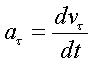 a_τ = dv_τ / dt